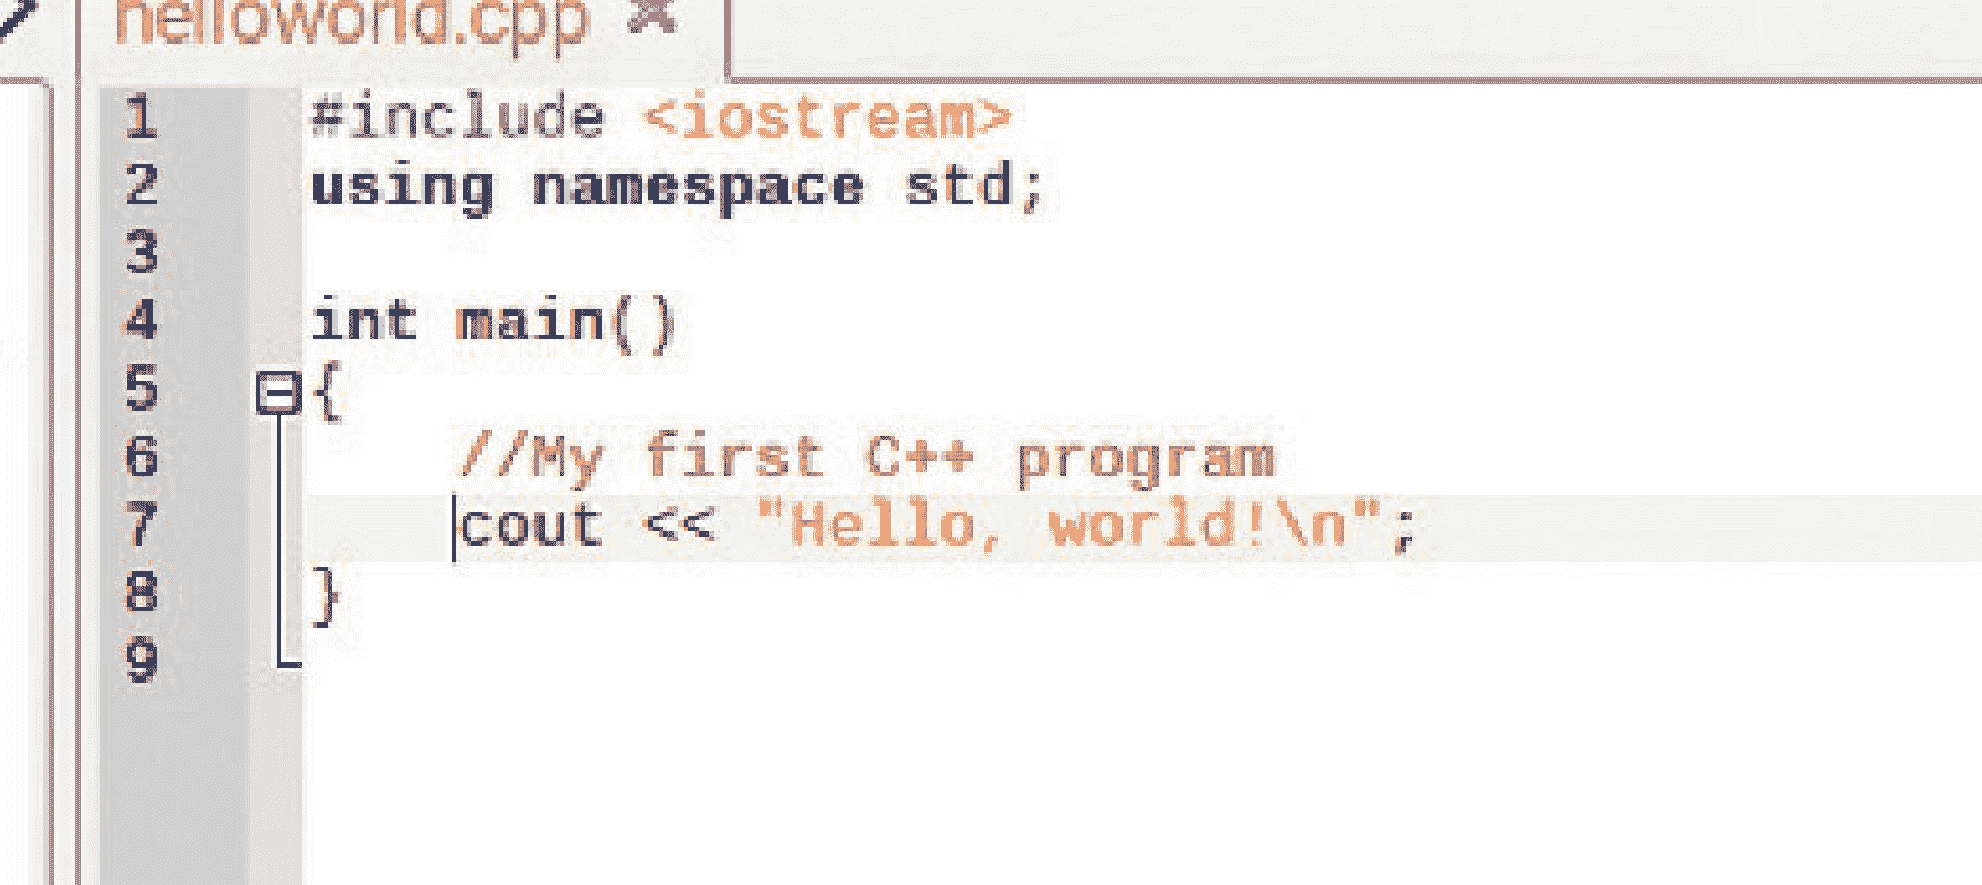 helloworld.cpp
1 #include <iostream>
2 using namespace std;
3
4 int main()
5 {
6 //My first C++ program
7 cout << "Hello, world!\n";
8 }
9